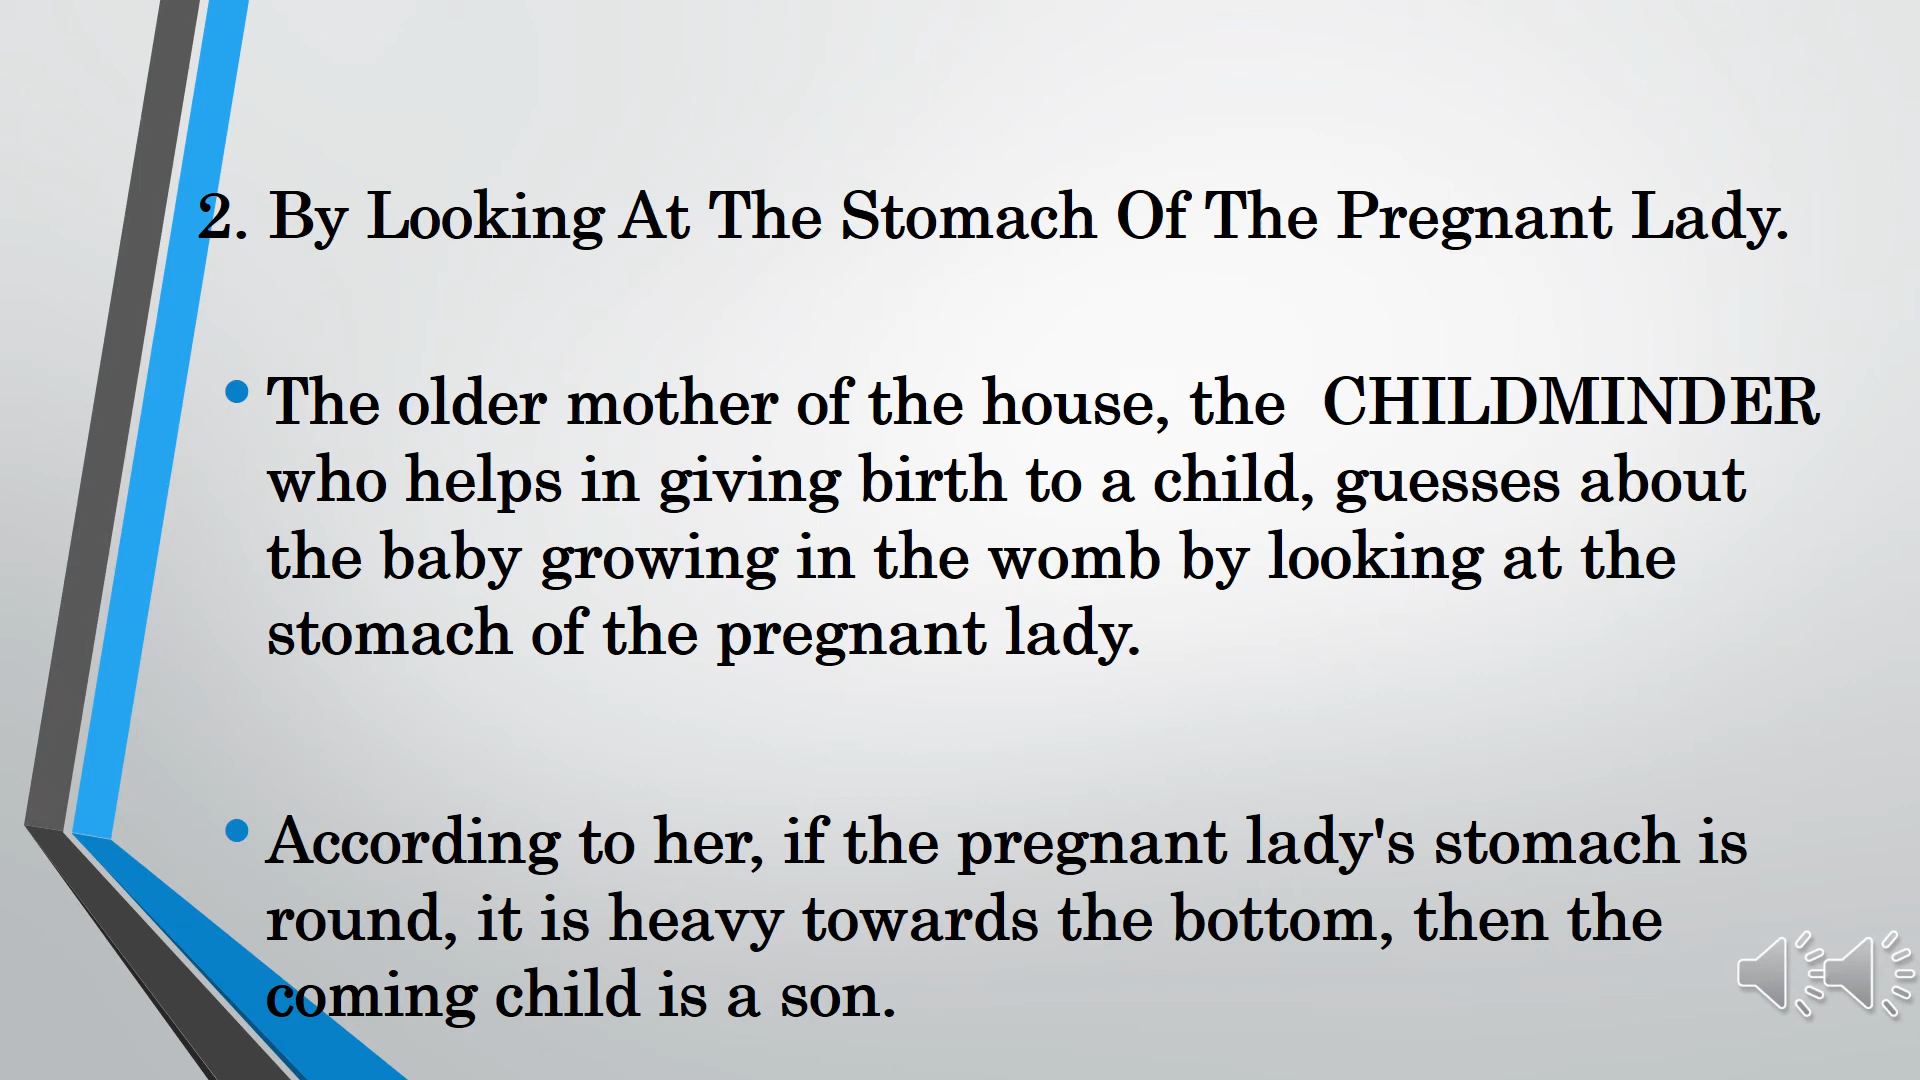 2. By Looking At The Stomach Of The Pregnant Lady.
• The older mother of the house, the  CHILDMINDER
who helps in giving birth to a child, guesses about
the baby growing in the womb by looking at the
stomach of the pregnant lady.
• According to her, if the pregnant lady's stomach is
round, it is heavy towards the bottom, then the
coming child is a son.